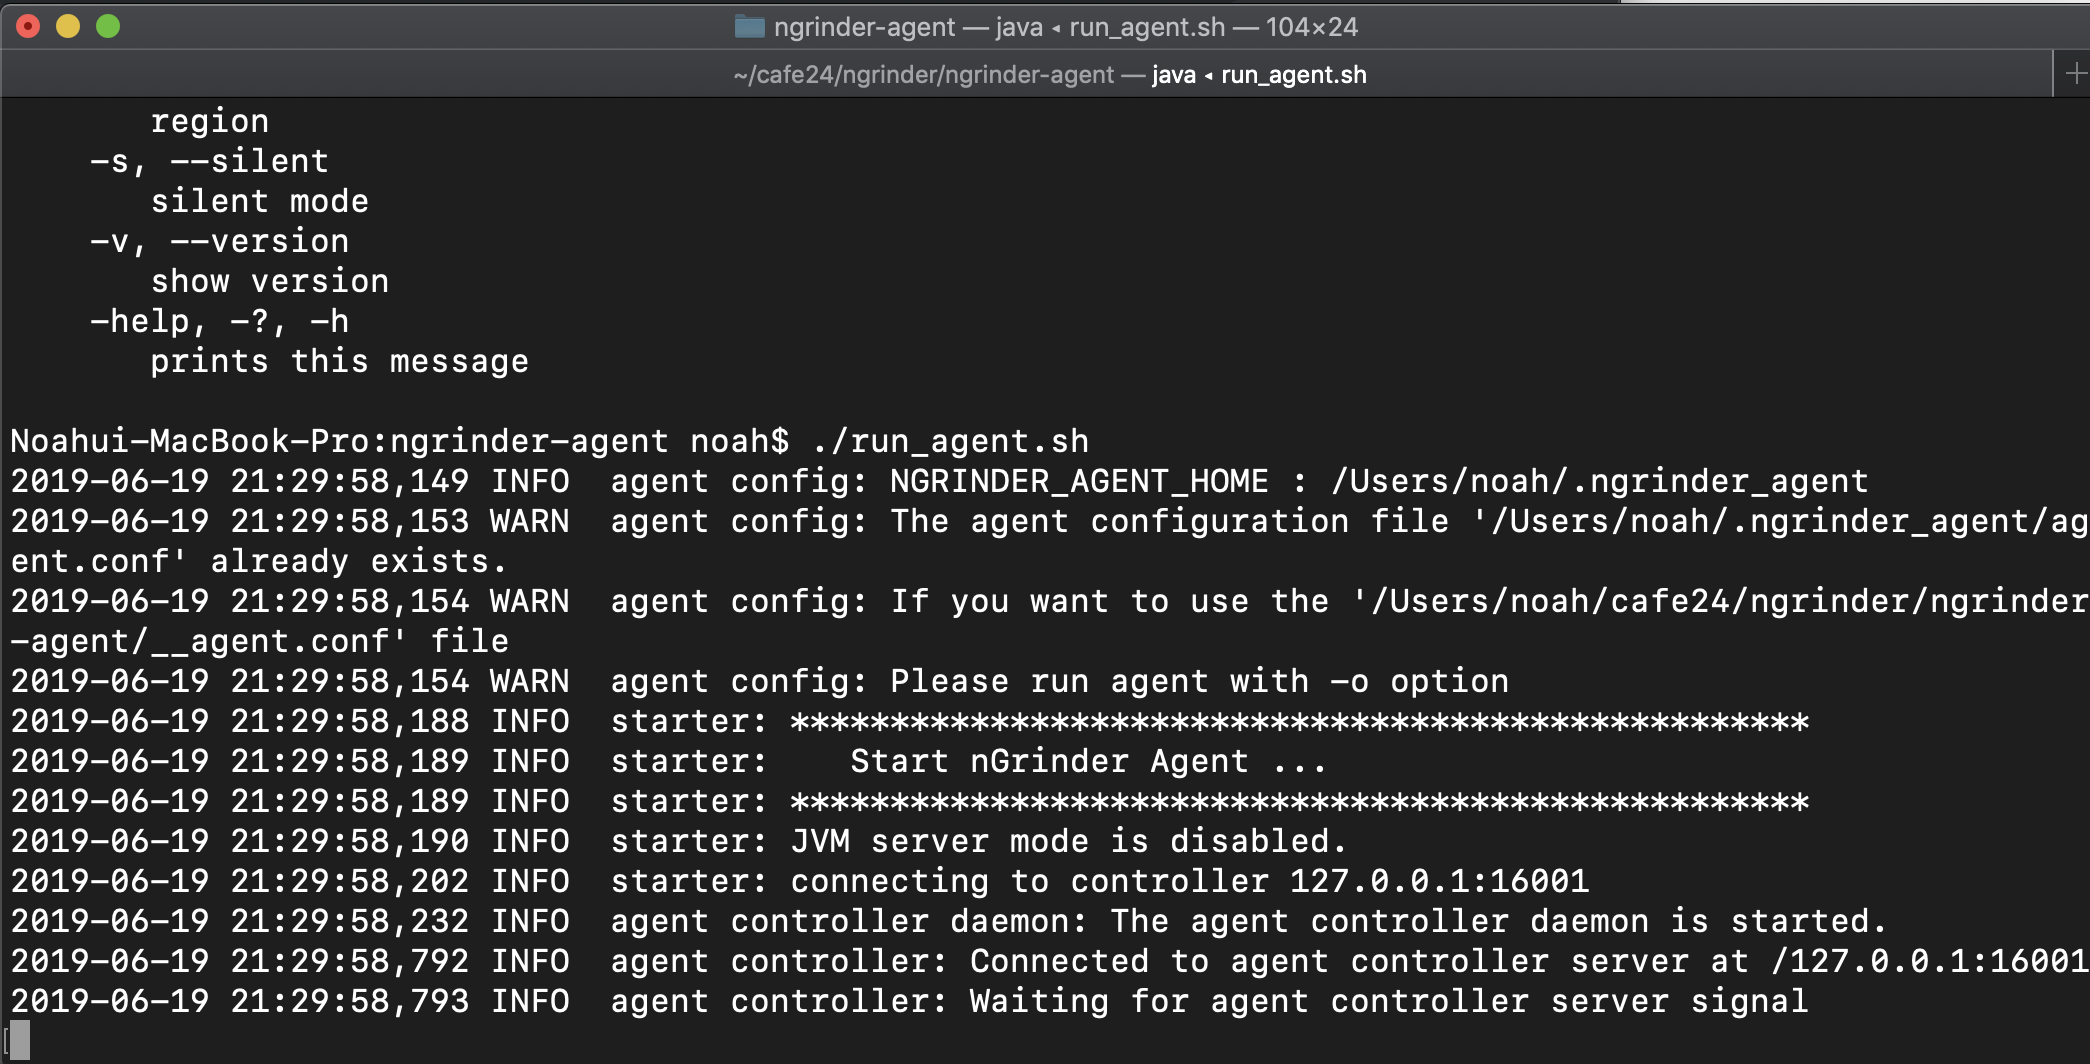 ngrinder-agent — java ◂ run_agent.sh — 104×24
~/cafe24/ngrinder/ngrinder-agent — java ◂ run_agent.sh
region
-s, --silent
silent mode
-v, --version
show version
-help, -?, -h
prints this message
Noahui-MacBook-Pro:ngrinder-agent noah$ ./run_agent.sh
2019-06-19 21:29:58,149 INFO  agent config: NGRINDER_AGENT_HOME : /Users/noah/.ngrinder_agent
2019-06-19 21:29:58,153 WARN  agent config: The agent configuration file '/Users/noah/.ngrinder_agent/ag
ent.conf' already exists.
2019-06-19 21:29:58,154 WARN  agent config: If you want to use the '/Users/noah/cafe24/ngrinder/ngrinder
-agent/__agent.conf' file
2019-06-19 21:29:58,154 WARN  agent config: Please run agent with -o option
2019-06-19 21:29:58,188 INFO  starter: ***************************************************
2019-06-19 21:29:58,189 INFO  starter:    Start nGrinder Agent ...
2019-06-19 21:29:58,189 INFO  starter: ***************************************************
2019-06-19 21:29:58,190 INFO  starter: JVM server mode is disabled.
2019-06-19 21:29:58,202 INFO  starter: connecting to controller 127.0.0.1:16001
2019-06-19 21:29:58,232 INFO  agent controller daemon: The agent controller daemon is started.
2019-06-19 21:29:58,792 INFO  agent controller: Connected to agent controller server at /127.0.0.1:16001
2019-06-19 21:29:58,793 INFO  agent controller: Waiting for agent controller server signal